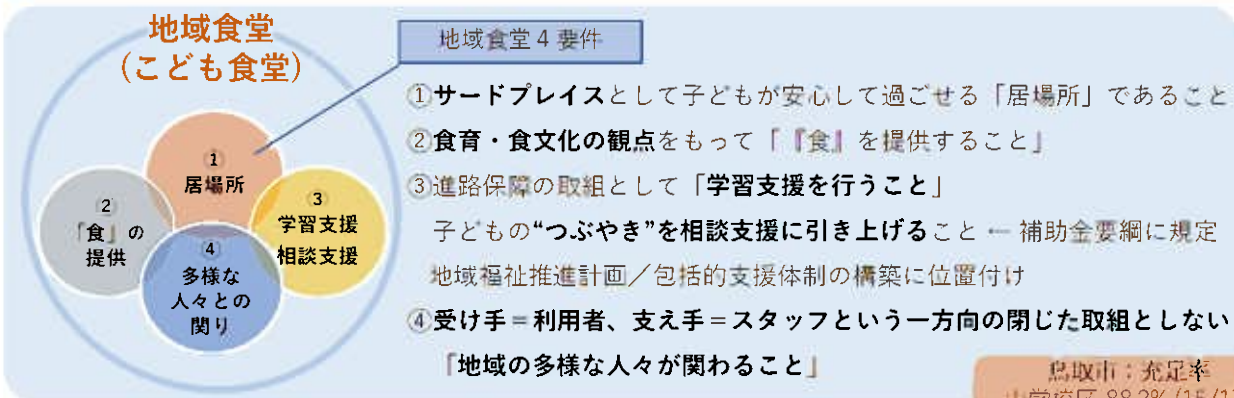 地域食堂
(こども食堂)
地域食堂4要件
①
居場所
②
「食」の
提供
③
学習支援
相談支援
④
多様な
人々との
関り
①サードプレイスとして子どもが安心して過ごせる「居場所」であること
②食育・食文化の観点をもって「『食』を提供すること」
③進路保障の取組として「学習支援を行うこと」
子どもの“つぶやき”を相談支援に引き上げること ← 補助金要綱に規定
地域福祉推進計画／包括的支援体制の構築に位置付け
④受け手＝利用者、支え手＝スタッフという一方向の閉じた取組としない
「地域の多様な人々が関わること」
鳥取市：充足率